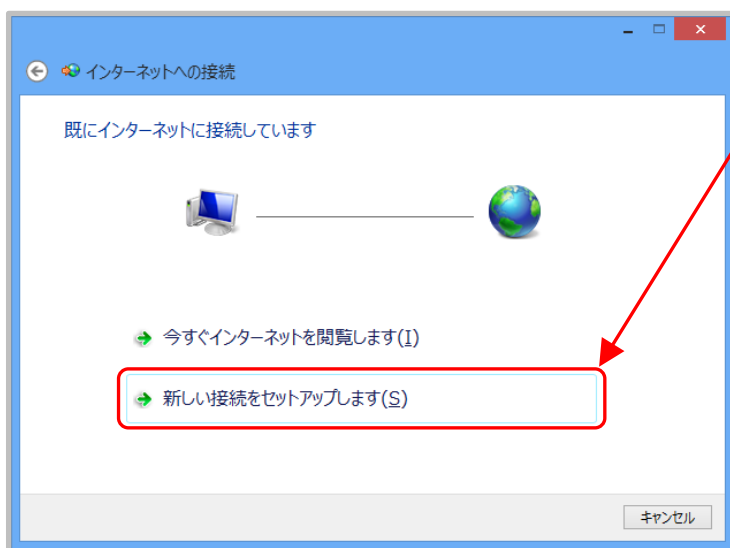 インターネットへの接続
既にインターネットに接続しています
今すぐインターネットを閲覧します(I)
新しい接続をセットアップします(S)
キャンセル